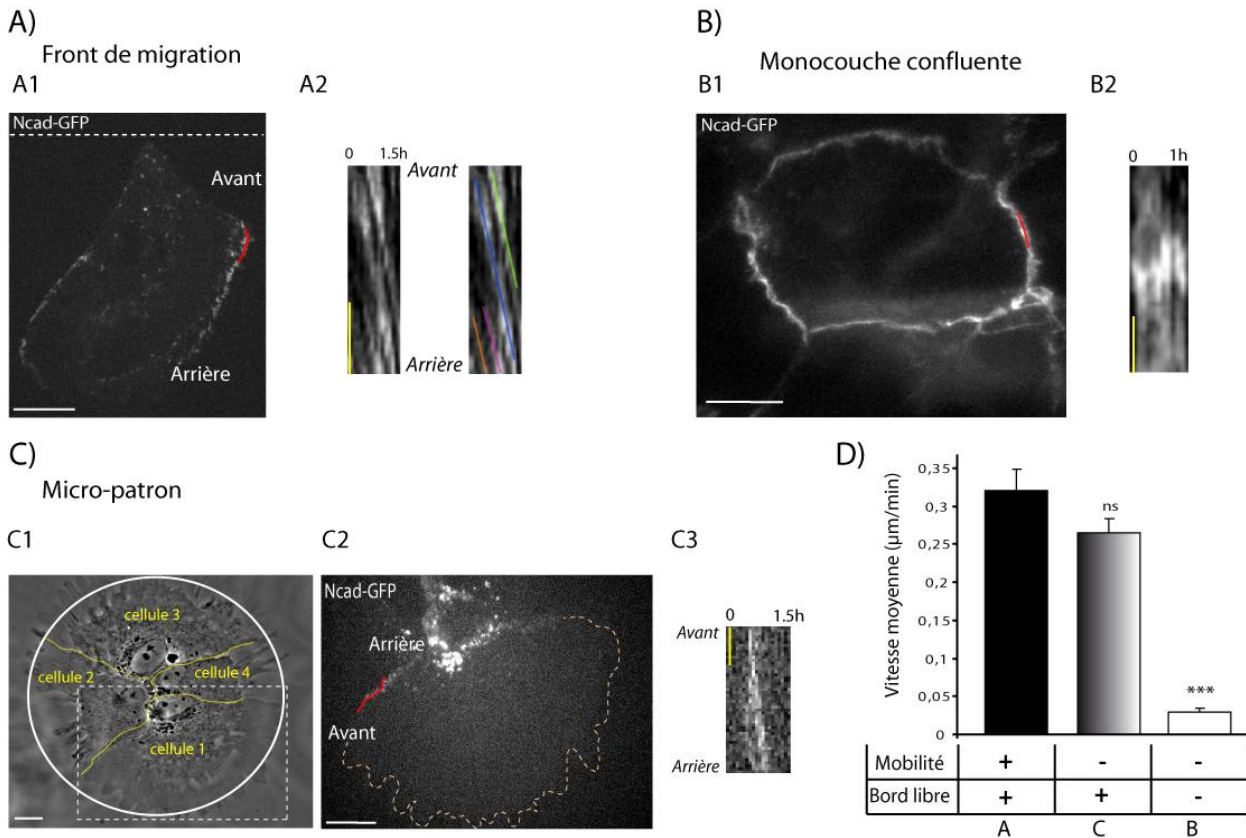 A)
Front de migration
A1
Ncad-GFP
Avant
Arrière
A2
0 1.5h
Avant
Arrière
B)
Monocouche confluente
B1
Ncad-GFP
B2
0 1h
C)
Micro-patron
C1
cellule 3
cellule 2
cellule 4
cellule 1
C2
Ncad-GFP
Arrière
Avant
C3
0 1.5h
Avant
Arrière
D)
Vitesse moyenne (μm/min)
0,35
0,3
0,25
0,2
0,15
0,1
0,05
0
ns
***
Mobilité + - -
Bord libre + + -
A C B